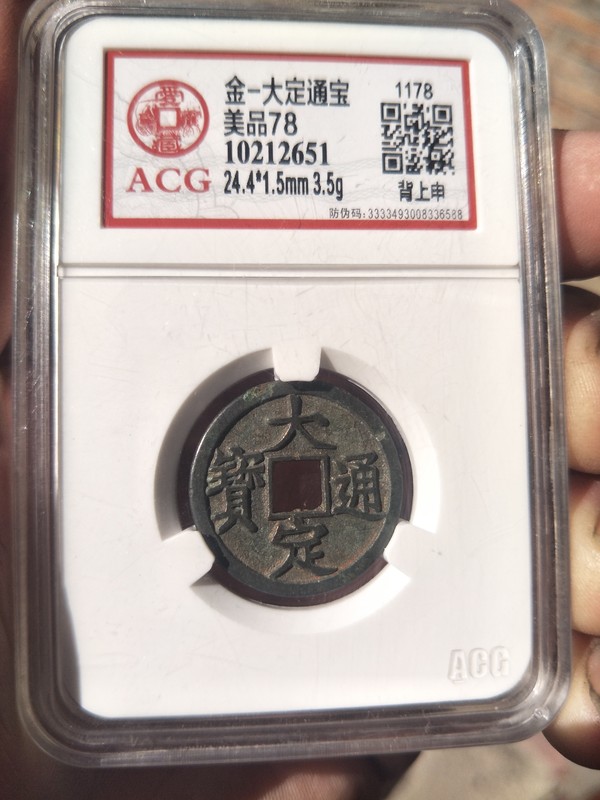 金-大定通宝
1178
美品78
10212651
ACG
24.4*1.5mm 3.5g
背上申
防伪码:3333493008336588
大
寶
通
定
ACG